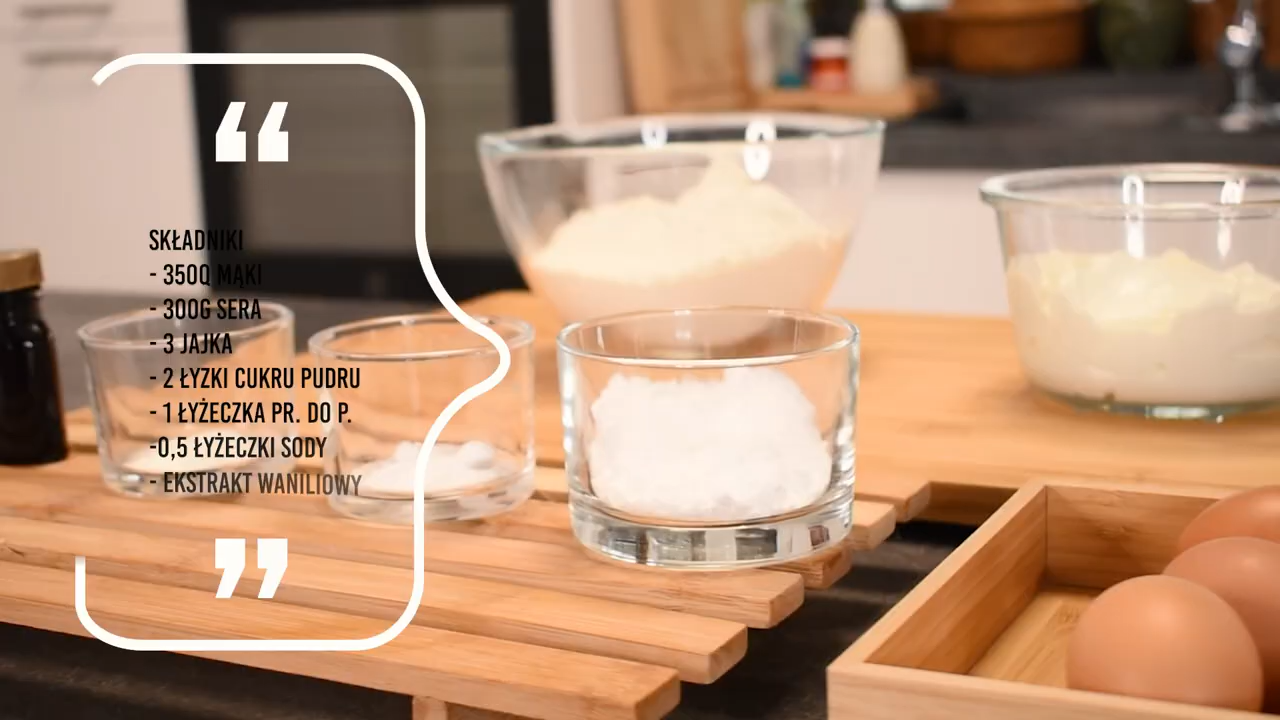 “
SKŁADNIKI
- 350Q MĄKI
- 300G SERA
- 3 JAJKA
- 2 ŁYZKI CUKRU PUDRU
- 1 ŁYŻECZKA PR. DO P.
-0,5 ŁYŻECZKI SODY
- EKSTRAKT WANILIOWY
”